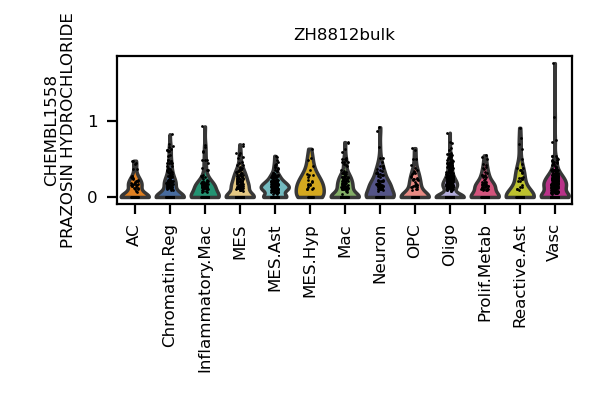 ZH8812bulk
CHEMBL1558
PRAZOSIN HYDROCHLORIDE
1
0
AC
Chromatin.Reg
Inflammatory.Mac
MES
MES.Ast
MES.Hyp
Mac
Neuron
OPC
Oligo
Prolif.Metab
Reactive.Ast
Vasc